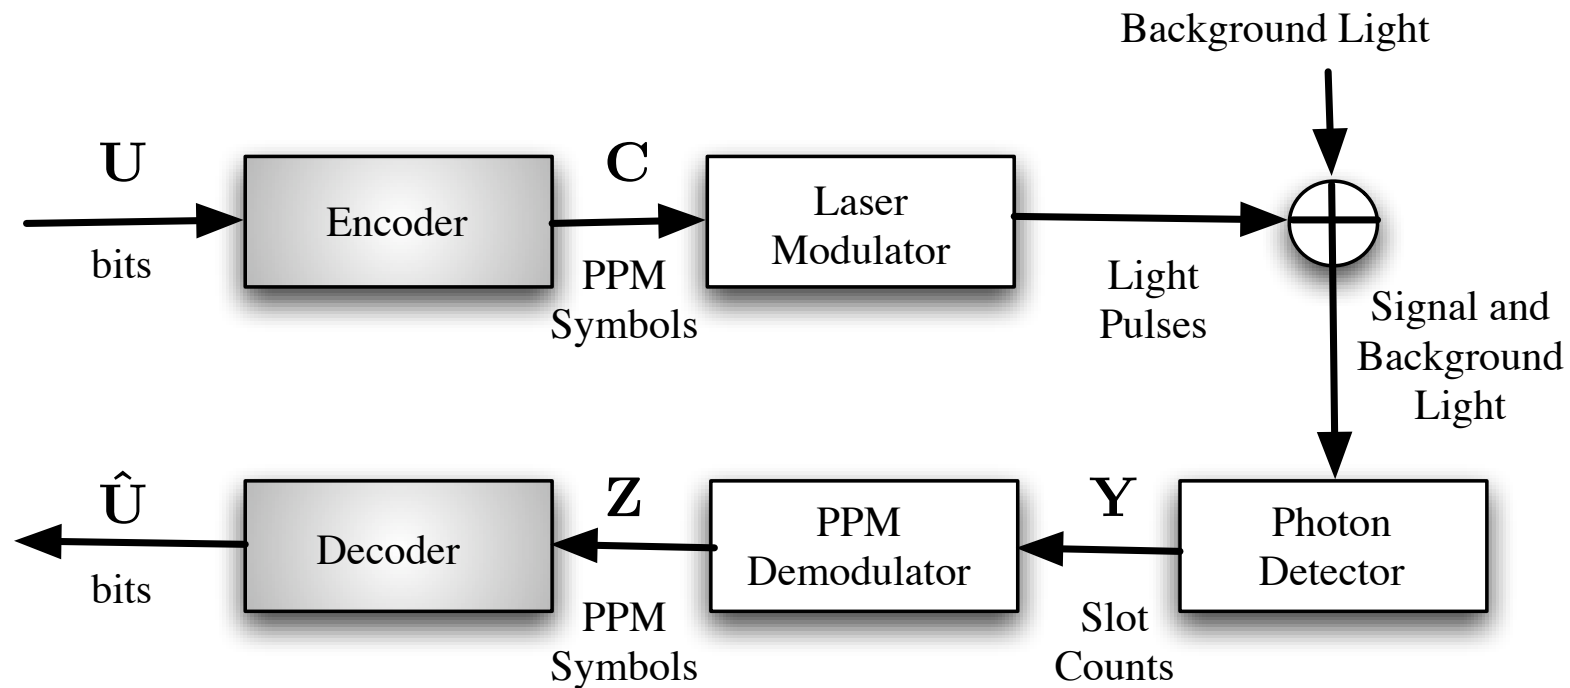 Background Light
U
bits
Encoder
C
PPM
Symbols
Laser
Modulator
Light
Pulses
Signal and
Background
Light
Û
bits
Decoder
Z
PPM
Symbols
PPM
Demodulator
Y
Slot
Counts
Photon
Detector